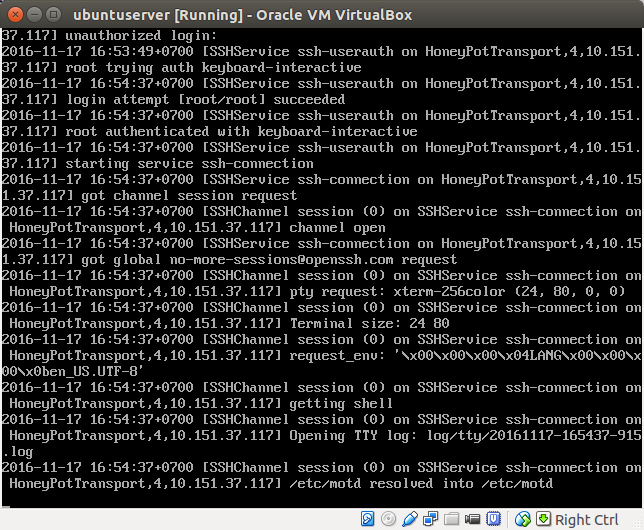 ubuntuserver [Running] - Oracle VM VirtualBox
37.117] unauthorized login:
2016-11-17 16:53:49+0700 [SSHService ssh-userauth on HoneyPotTransport,4,10.151.
37.117] root trying auth keyboard-interactive
2016-11-17 16:54:37+0700 [SSHService ssh-userauth on HoneyPotTransport,4,10.151.
37.117] login attempt [root/root] succeeded
2016-11-17 16:54:37+0700 [SSHService ssh-userauth on HoneyPotTransport,4,10.151.
37.117] root authenticated with keyboard-interactive
2016-11-17 16:54:37+0700 [SSHService ssh-userauth on HoneyPotTransport,4,10.151.
37.117] starting service ssh-connection
2016-11-17 16:54:37+0700 [SSHService ssh-connection on HoneyPotTransport,4,10.15
1.37.117] got channel session request
2016-11-17 16:54:37+0700 [SSHChannel session (0) on SSHService ssh-connection on
HoneyPotTransport,4,10.151.37.117] channel open
2016-11-17 16:54:37+0700 [SSHService ssh-connection on HoneyPotTransport,4,10.15
1.37.117] got global no-more-sessions@openssh.com request
2016-11-17 16:54:37+0700 [SSHChannel session (0) on SSHService ssh-connection on
HoneyPotTransport,4,10.151.37.117] pty request: xterm-256color (24, 80, 0, 0)
2016-11-17 16:54:37+0700 [SSHChannel session (0) on SSHService ssh-connection on
HoneyPotTransport,4,10.151.37.117] Terminal size: 24 80
2016-11-17 16:54:37+0700 [SSHChannel session (0) on SSHService ssh-connection on
HoneyPotTransport,4,10.151.37.117] request_env: '\x00\x00\x00\x04LANG\x00\x00\x
00\x0ben_US.UTF-8'
2016-11-17 16:54:37+0700 [SSHChannel session (0) on SSHService ssh-connection on
HoneyPotTransport,4,10.151.37.117] getting shell
2016-11-17 16:54:37+0700 [SSHChannel session (0) on SSHService ssh-connection on
HoneyPotTransport,4,10.151.37.117] Opening TTY log: log/tty/20161117-165437-915
.log
2016-11-17 16:54:37+0700 [SSHChannel session (0) on SSHService ssh-connection on
HoneyPotTransport,4,10.151.37.117] /etc/motd resolved into /etc/motd
Right Ctrl